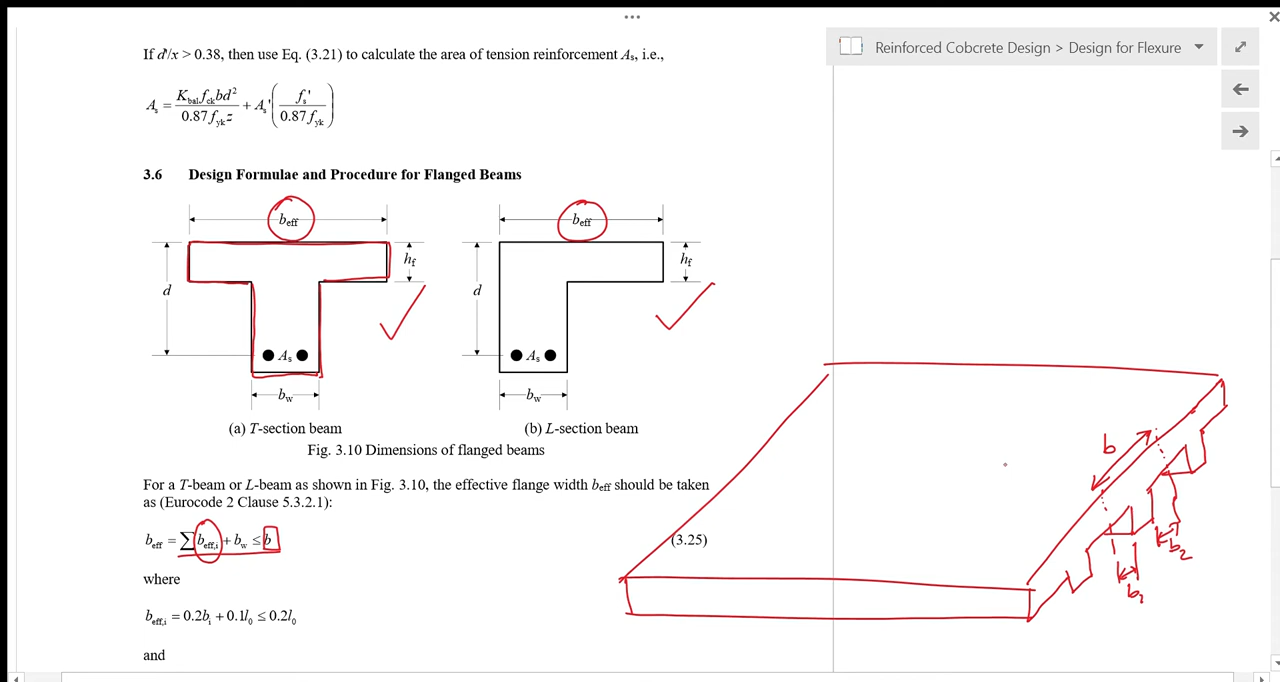 Reinforced Cobcrete Design > Design for Flexure
If d'/x > 0.38, then use Eq. (3.21) to calculate the area of tension reinforcement As, i.e.,
As = Kbal fck bd² / 0.87 fyk z + As' ( fs' / 0.87 fyk )
3.6 Design Formulae and Procedure for Flanged Beams
beff beff
hf hf
d d
As As
bw bw
(a) T-section beam (b) L-section beam
Fig. 3.10 Dimensions of flanged beams
For a T-beam or L-beam as shown in Fig. 3.10, the effective flange width beff should be taken
as (Eurocode 2 Clause 5.3.2.1):
beff = ∑ beff,i + bw ≤ b (3.25)
where
beff,i = 0.2bi + 0.1l0 ≤ 0.2l0
and
b
b2
b1